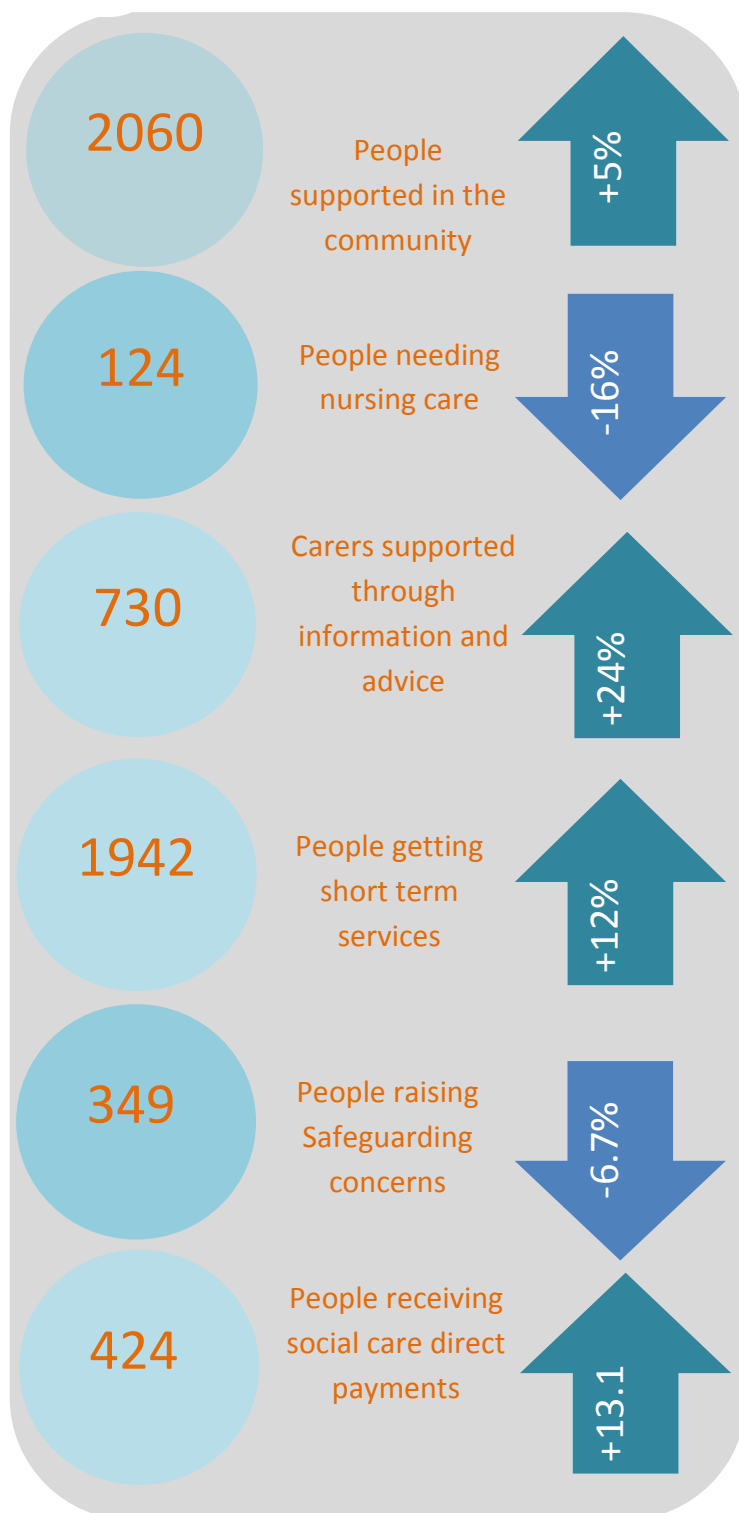 2060
People
supported in the
community
+5%
124
People needing
nursing care
-16%
730
Carers supported
through
information and
advice
+24%
1942
People getting
short term
services
+12%
349
People raising
Safeguarding
concerns
-6.7%
424
People receiving
social care direct
payments
+13.1